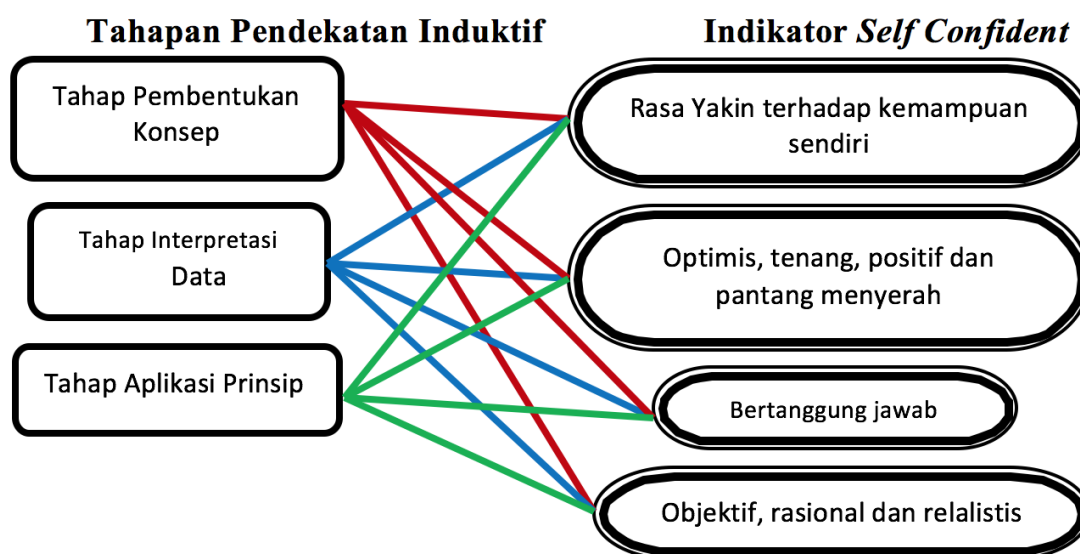 Tahapan Pendekatan Induktif
Tahap Pembentukan
Konsep
Tahap Interpretasi
Data
Tahap Aplikasi Prinsip
Indikator Self Confident
Rasa Yakin terhadap kemampuan
sendiri
Optimis, tenang, positif dan
pantang menyerah
Bertanggung jawab
Objektif, rasional dan relalistis